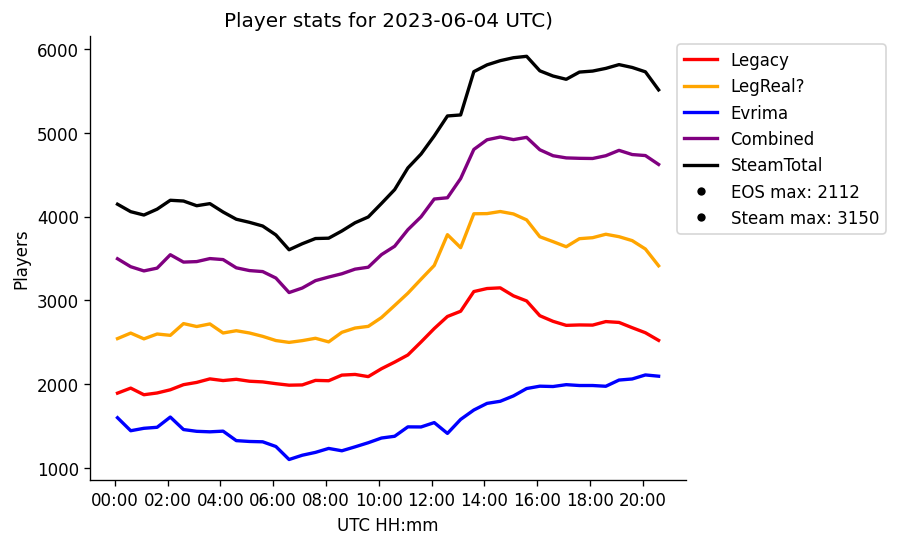 Player stats for 2023-06-04 UTC)
6000
5000
4000
3000
2000
1000
Players
00:00 02:00 04:00 06:00 08:00 10:00 12:00 14:00 16:00 18:00 20:00
UTC HH:mm
Legacy
LegReal?
Evrima
Combined
SteamTotal
EOS max: 2112
Steam max: 3150